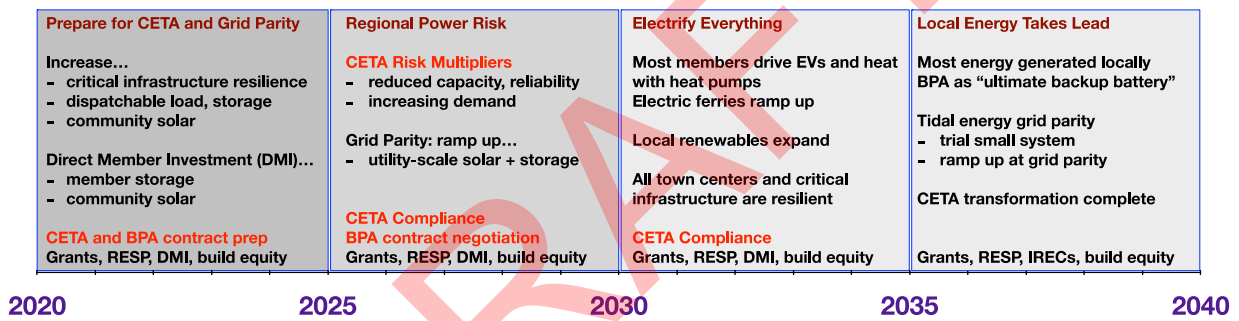 Prepare for CETA and Grid Parity
Increase…
- critical infrastructure resilience
- dispatchable load, storage
- community solar
Direct Member Investment (DMI)…
- member storage
- community solar
CETA and BPA contract prep
Grants, RESP, DMI, build equity
Regional Power Risk
CETA Risk Multipliers
- reduced capacity, reliability
- increasing demand
Grid Parity: ramp up…
- utility-scale solar + storage
CETA Compliance
BPA contract negotiation
Grants, RESP, DMI, build equity
Electrify Everything
Most members drive EVs and heat
with heat pumps
Electric ferries ramp up
Local renewables expand
All town centers and critical
infrastructure are resilient
CETA Compliance
Grants, RESP, DMI, build equity
Local Energy Takes Lead
Most energy generated locally
BPA as “ultimate backup battery”
Tidal energy grid parity
- trial small system
- ramp up at grid parity
CETA transformation complete
Grants, RESP, IRECs, build equity
2020
2025
2030
2035
2040